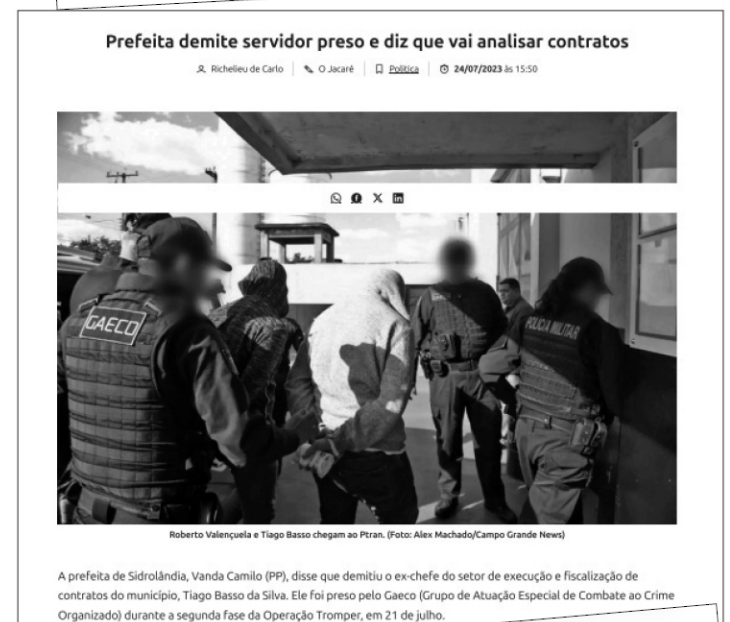 Prefeita demite servidor preso e diz que vai analisar contratos
Richelieu de Carlo | O Jacaré | Política | 24/07/2023 às 15:50
GAECO
POLÍCIA MILITAR
Roberto Valençuela e Tiago Basso chegam ao Ptran. (Foto: Alex Machado/Campo Grande News)
A prefeita de Sidrolândia, Vanda Camilo (PP), disse que demitiu o ex-chefe do setor de execução e fiscalização de
contratos do município, Tiago Basso da Silva. Ele foi preso pelo Gaeco (Grupo de Atuação Especial de Combate ao Crime
Organizado) durante a segunda fase da Operação Tromper, em 21 de julho.